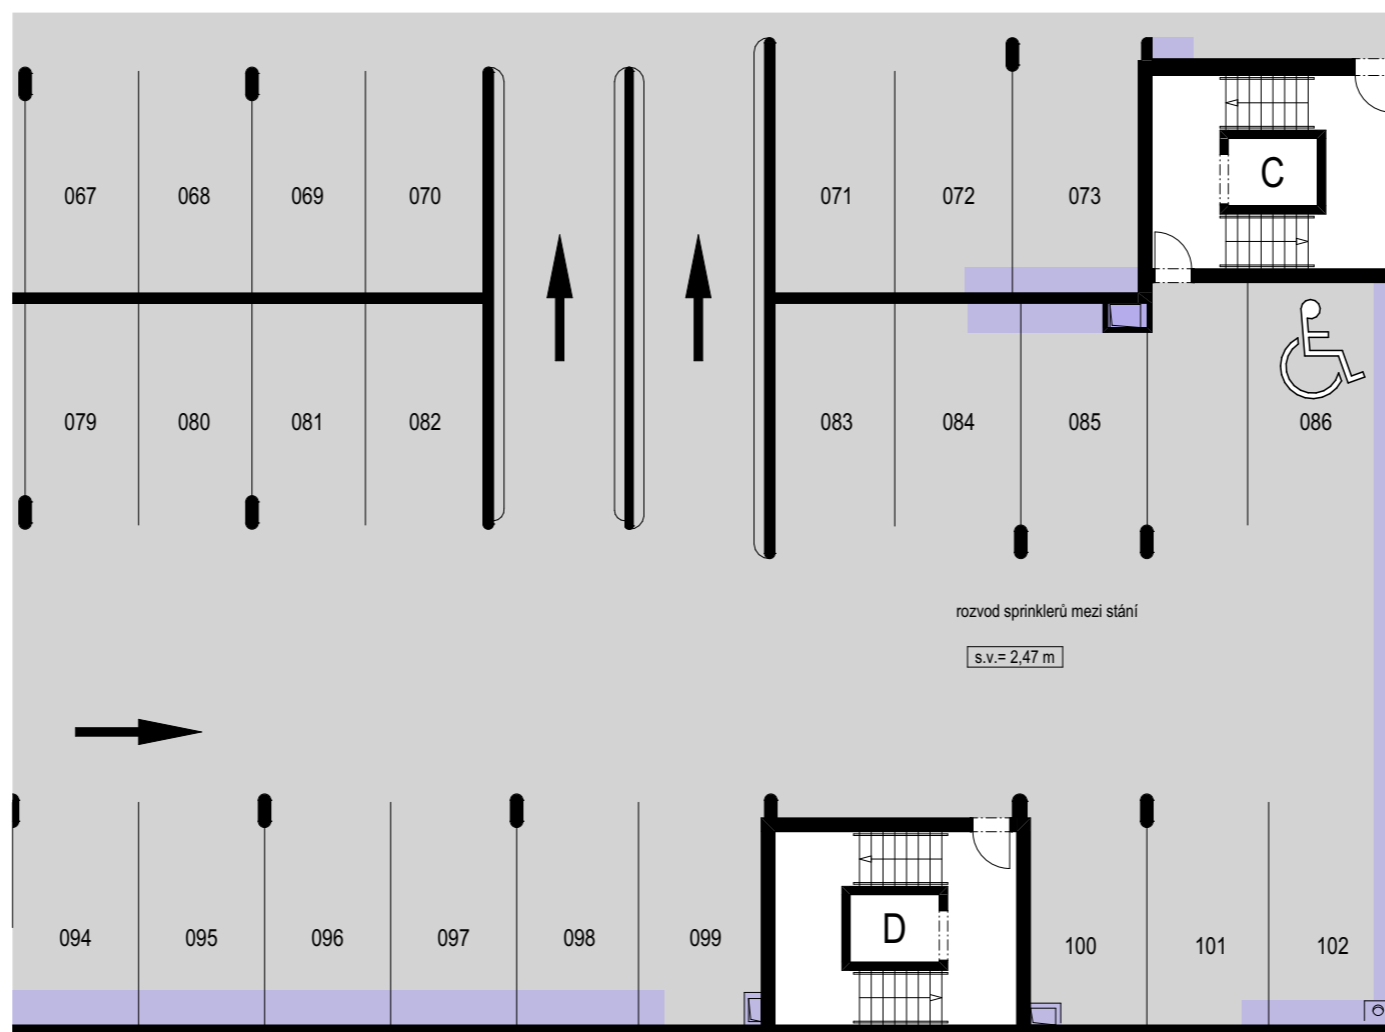 067 068 069 070 071 072 073 C
079 080 081 082 083 084 085 086
rozvod sprinklerů mezi stání
s.v.= 2,47 m
094 095 096 097 098 099 D 100 101 102